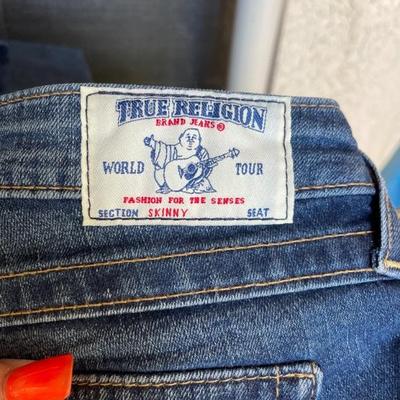 TRUE RELIGION
BRAND JEANS®
WORLD TOUR
FASHION FOR THE SENSES
SECTION SKINNY SEAT